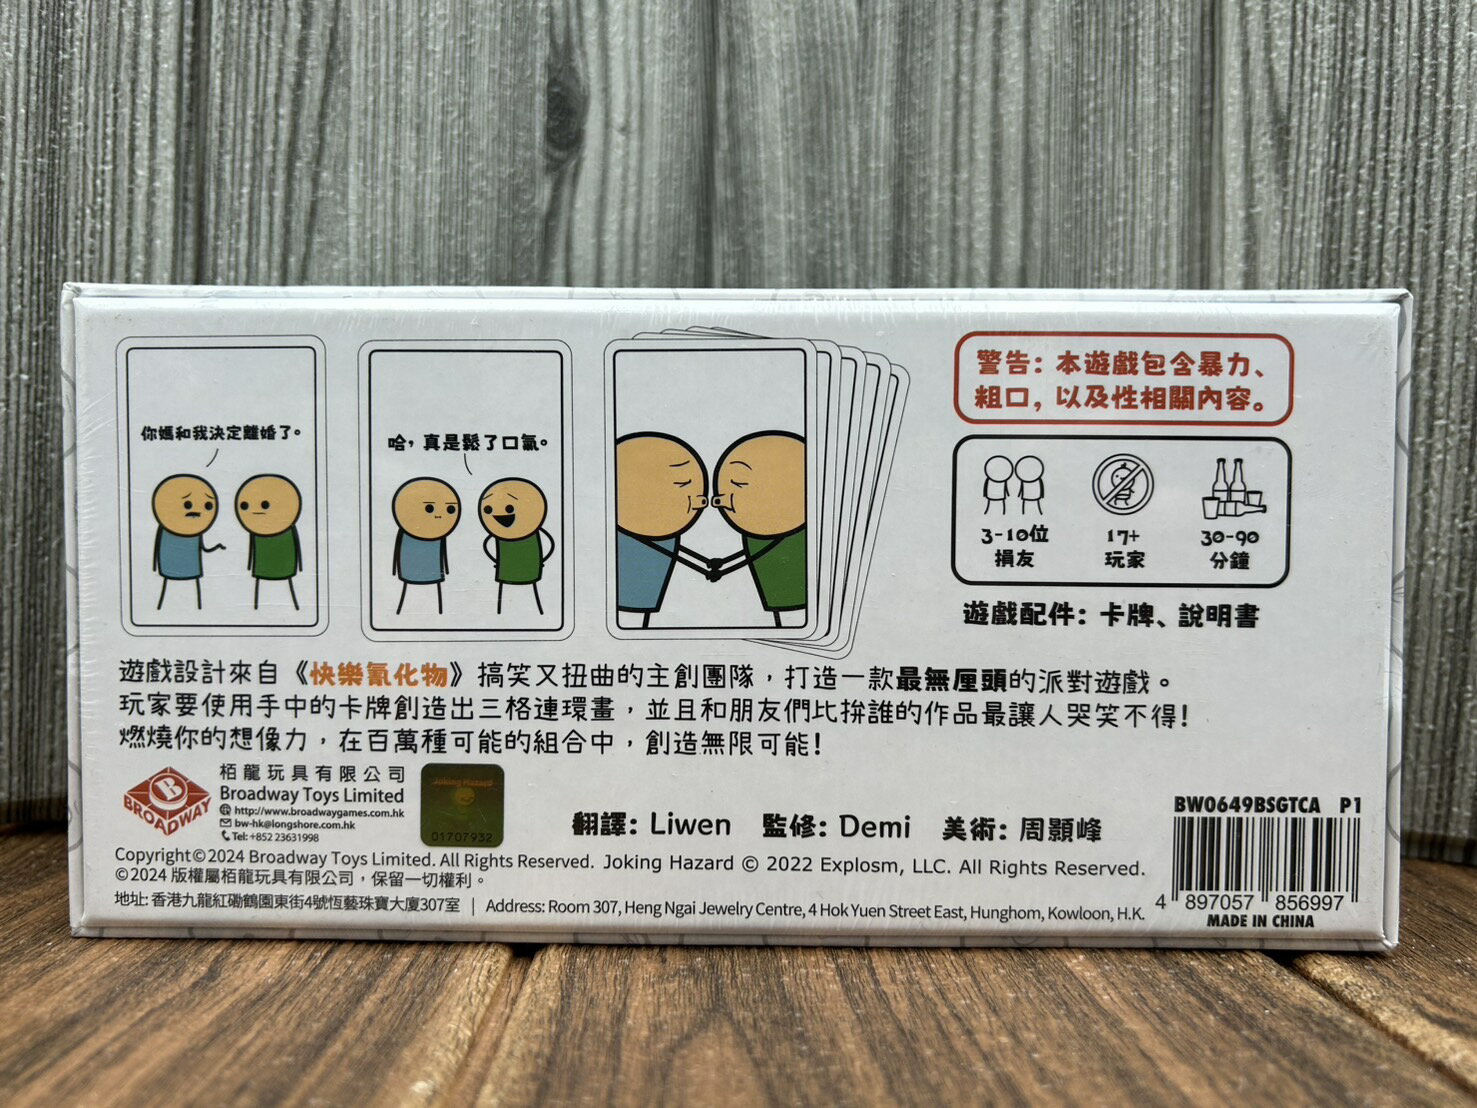 你媽和我決定離婚了。
哈，真是鬆了口氣。
警告：本遊戲包含暴力、
粗口，以及性相關內容。
3-10位
損友
17+
玩家
30-90
分鐘
遊戲配件：卡牌、說明書
遊戲設計來自《快樂氰化物》搞笑又扭曲的主創團隊，打造一款最無厘頭的派對遊戲。
玩家要使用手中的卡牌創造出三格連環畫，並且和朋友們比拚誰的作品最讓人哭笑不得！
燃燒你的想像力，在百萬種可能的組合中，創造無限可能！
B
BROADWAY
栢龍玩具有限公司
Broadway Toys Limited
http://www.broadwaygames.com.hk
bw-hk@longshore.com.hk
Tel: +852 23631998
Joking Hazard
01707932
翻譯：Liwen 監修：Demi 美術：周顥峰
BW0649BSGTCA P1
Copyright©2024 Broadway Toys Limited. All Rights Reserved. Joking Hazard © 2022 Explosm, LLC. All Rights Reserved.
©2024 版權屬栢龍玩具有限公司，保留一切權利。
地址: 香港九龍紅磡鶴園東街4號恆藝珠寶大廈307室 | Address: Room 307, Heng Ngai Jewelry Centre, 4 Hok Yuen Street East, Hunghom, Kowloon, H.K.
4 897057 856997
MADE IN CHINA